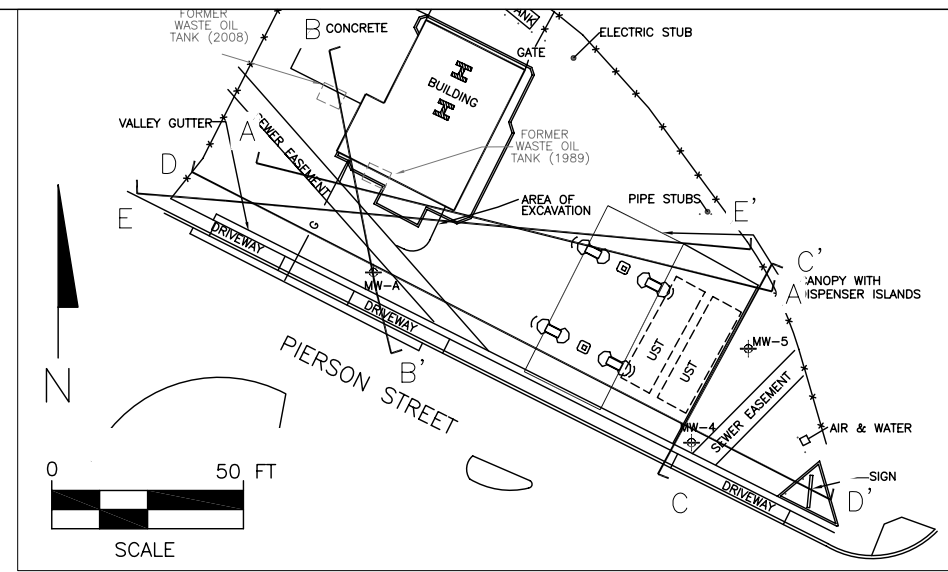 FORMER
WASTE OIL
TANK (2008)
B
CONCRETE
TANK
GATE
ELECTRIC STUB
BUILDING
VALLEY GUTTER
A
SEWER EASEMENT
FORMER
WASTE OIL
TANK (1989)
D
E
AREA OF
EXCAVATION
PIPE STUBS
E'
C'
A
CANOPY WITH
DISPENSER ISLANDS
G
DRIVEWAY
MW-A
DRIVEWAY
UST
UST
MW-5
B'
PIERSON STREET
N
SEWER EASEMENT
MW-4
AIR & WATER
SIGN
C
DRIVEWAY
D'
0 50 FT
SCALE